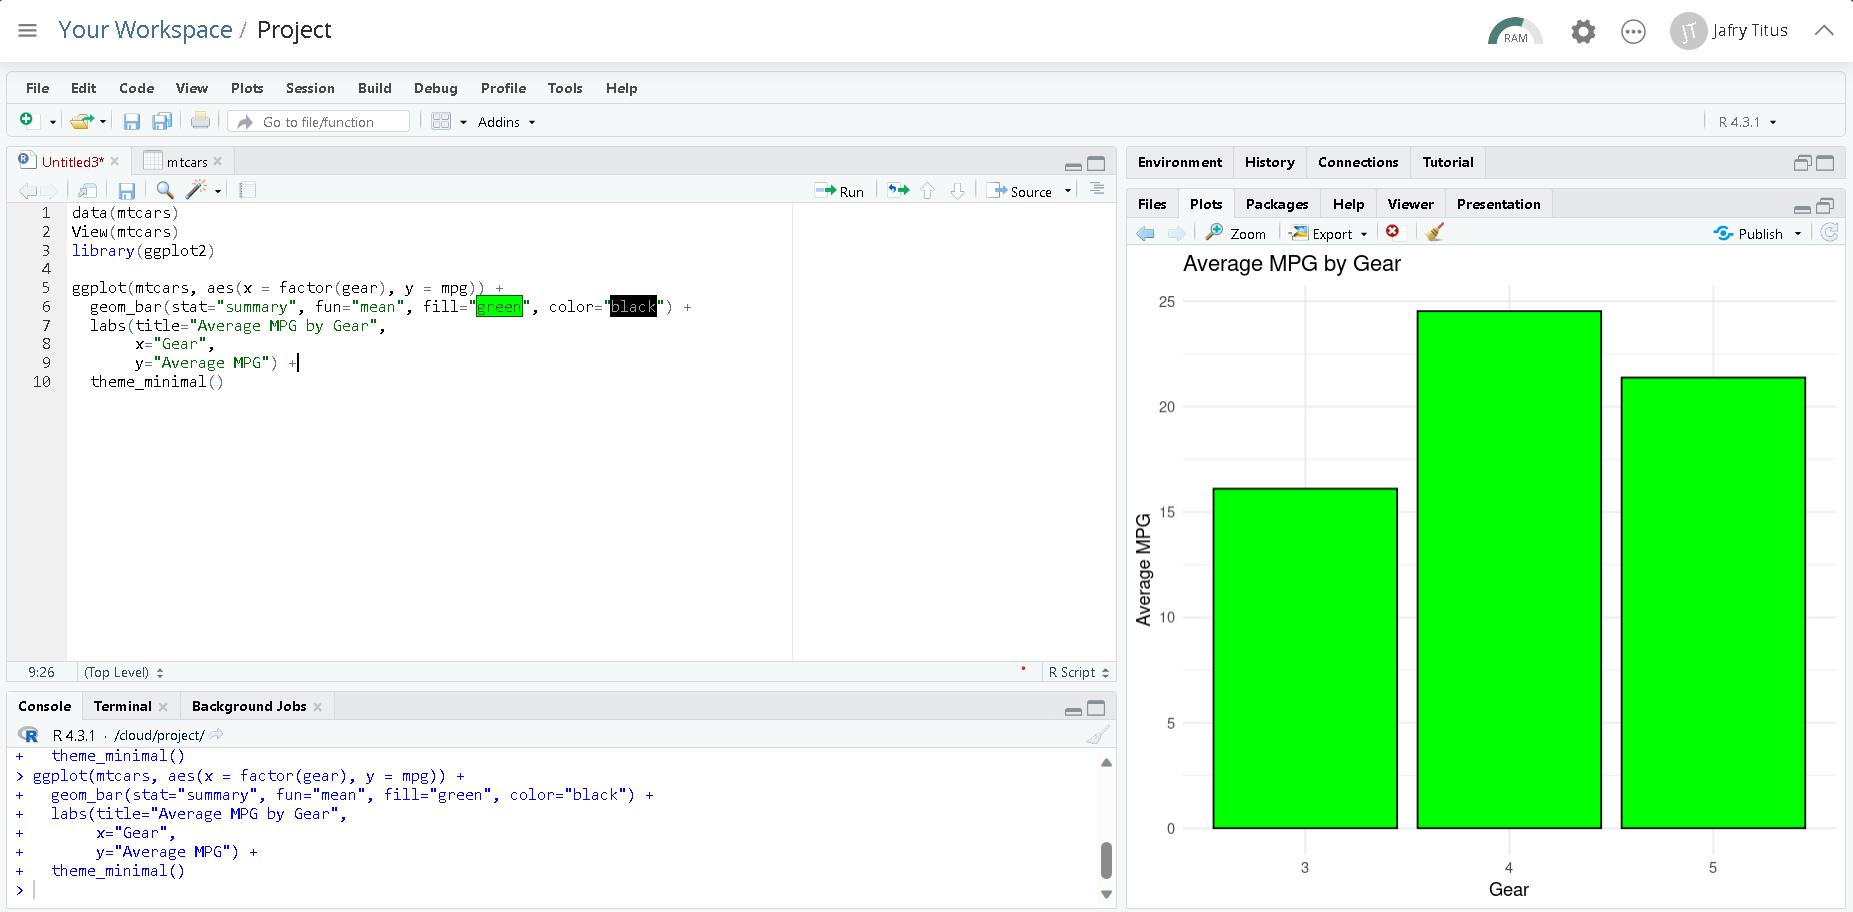 Your Workspace / Project
RAM
JT
Jafry Titus
File Edit Code View Plots Session Build Debug Profile Tools Help
Go to file/function
Addins
R 4.3.1
Untitled3*
mtcars
Run
Source
1 data(mtcars)
2 View(mtcars)
3 library(ggplot2)
4
5 ggplot(mtcars, aes(x = factor(gear), y = mpg)) +
6   geom_bar(stat="summary", fun="mean", fill="green", color="black") +
7   labs(title="Average MPG by Gear",
8        x="Gear",
9        y="Average MPG") +
10   theme_minimal()
9:26
(Top Level)
R Script
Console Terminal Background Jobs
R R 4.3.1 · /cloud/project/
+   theme_minimal()
> ggplot(mtcars, aes(x = factor(gear), y = mpg)) +
+   geom_bar(stat="summary", fun="mean", fill="green", color="black") +
+   labs(title="Average MPG by Gear",
+        x="Gear",
+        y="Average MPG") +
+   theme_minimal()
>
Environment History Connections Tutorial
Files Plots Packages Help Viewer Presentation
Zoom Export Publish
Average MPG by Gear
25
20
15
10
5
0
Average MPG
3 4 5
Gear